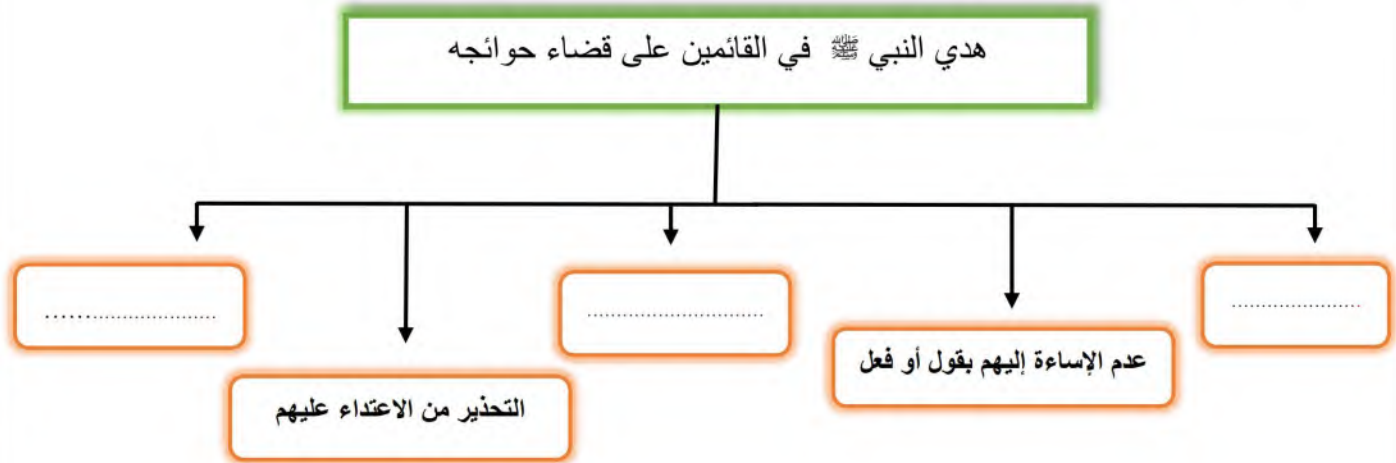 هدي النبي ﷺ في القائمين على قضاء حوائجه
............................
عدم الإساءة إليهم بقول أو فعل
............................
التحذير من الاعتداء عليهم
............................